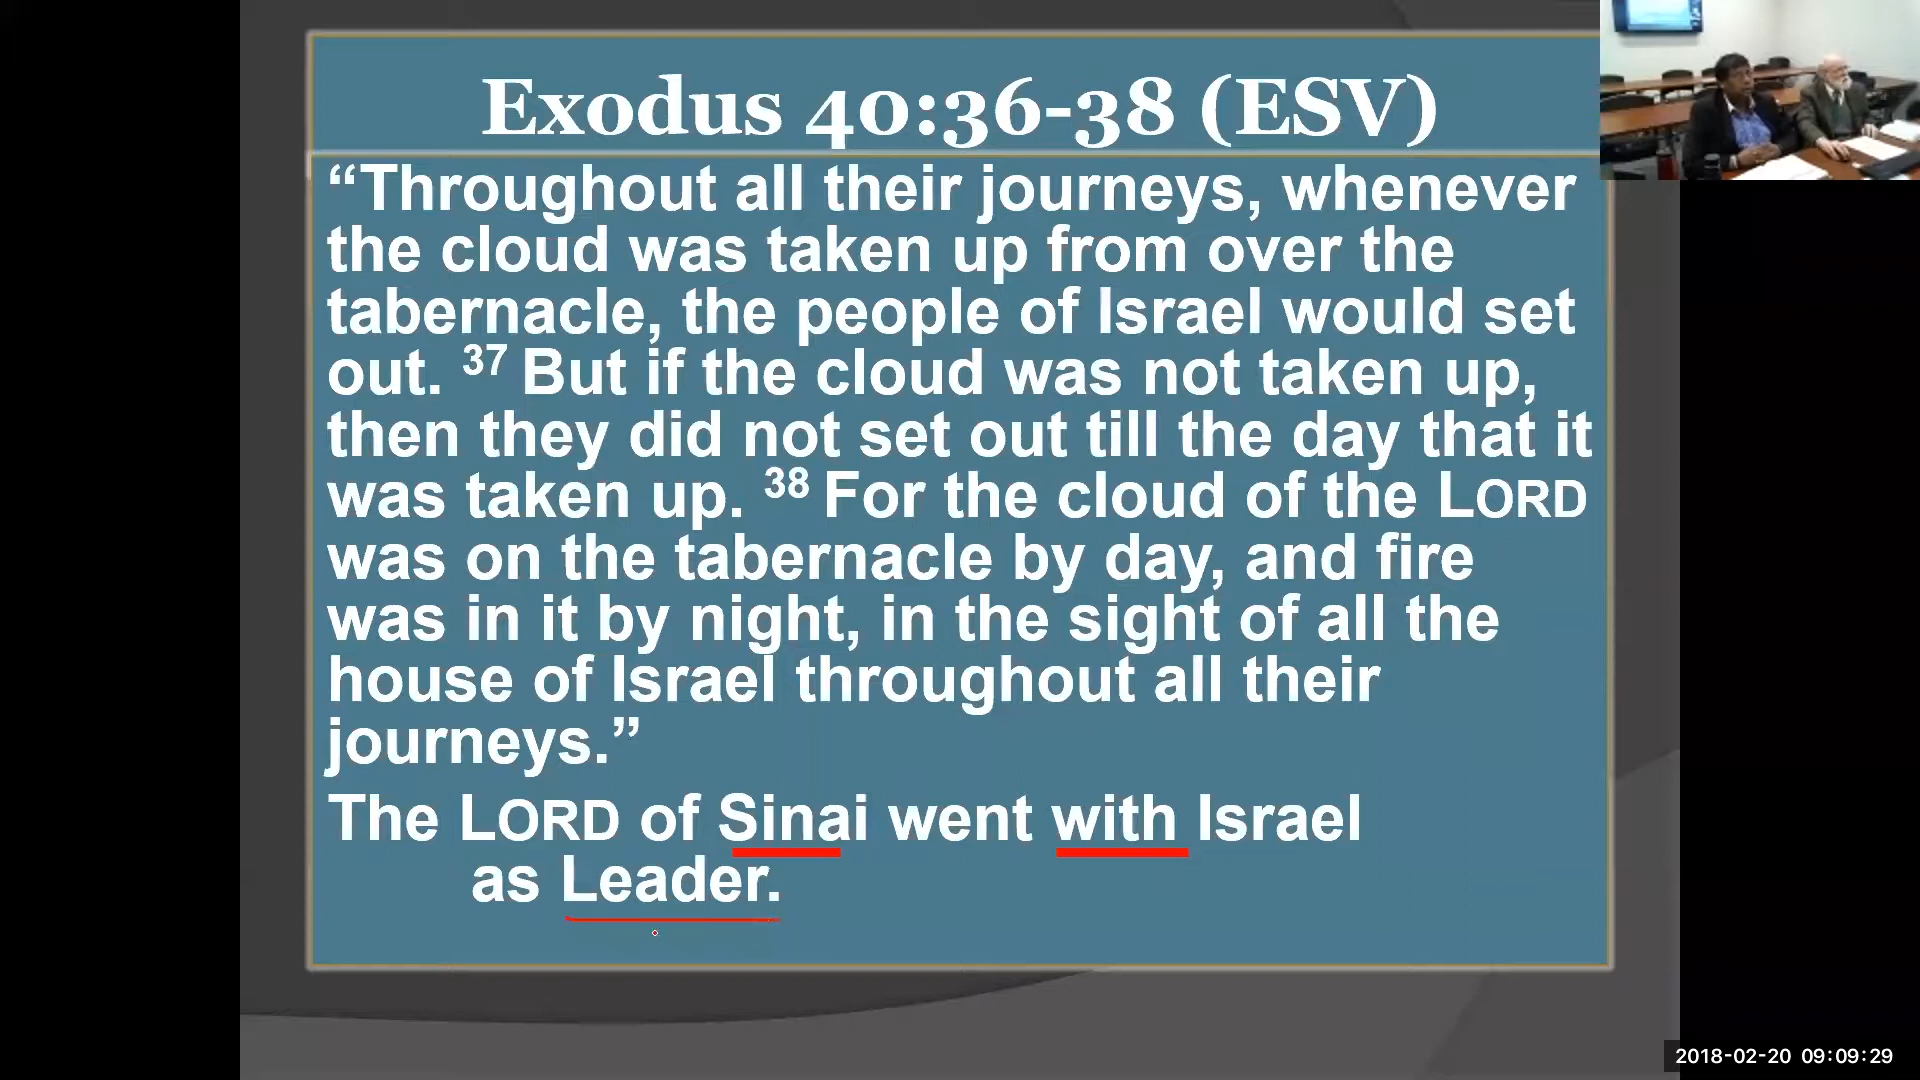 Exodus 40:36-38 (ESV)
“Throughout all their journeys, whenever
the cloud was taken up from over the
tabernacle, the people of Israel would set
out. 37 But if the cloud was not taken up,
then they did not set out till the day that it
was taken up. 38 For the cloud of the LORD
was on the tabernacle by day, and fire
was in it by night, in the sight of all the
house of Israel throughout all their
journeys.”
The LORD of Sinai went with Israel
as Leader.
2018-02-20 09:09:29